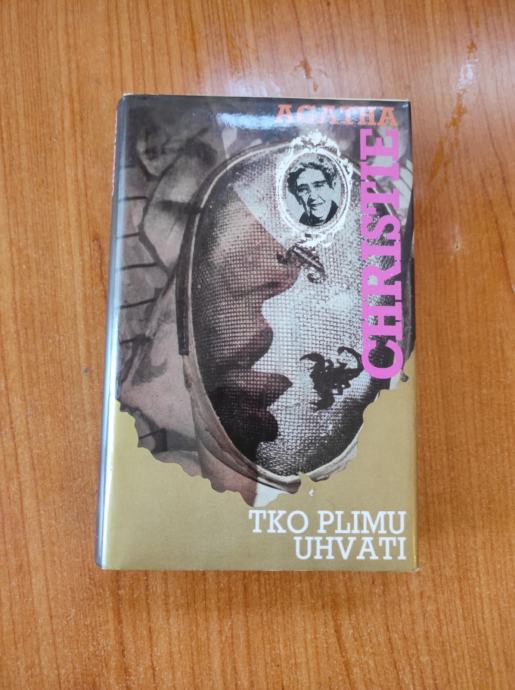 AGATHA
CHRISTIE
TKO PLIMU
UHVATI